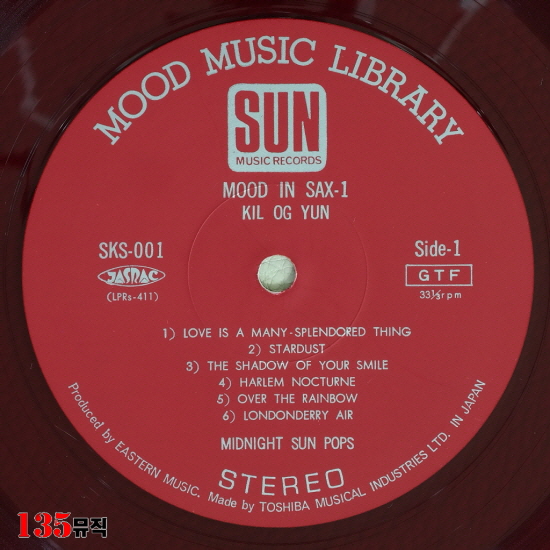 MOOD MUSIC LIBRARY
SUN
MUSIC RECORDS
MOOD IN SAX-1
KIL OG YUN
SKS-001
Side-1
JASRAC
GTF
(LPRs-411)
33⅓rpm
1) LOVE IS A MANY-SPLENDORED THING
2) STARDUST
3) THE SHADOW OF YOUR SMILE
4) HARLEM NOCTURNE
5) OVER THE RAINBOW
6) LONDONDERRY AIR
MIDNIGHT SUN POPS
STEREO
Produced by EASTERN MUSIC. Made by TOSHIBA MUSICAL INDUSTRIES LTD. IN JAPAN
135뮤직